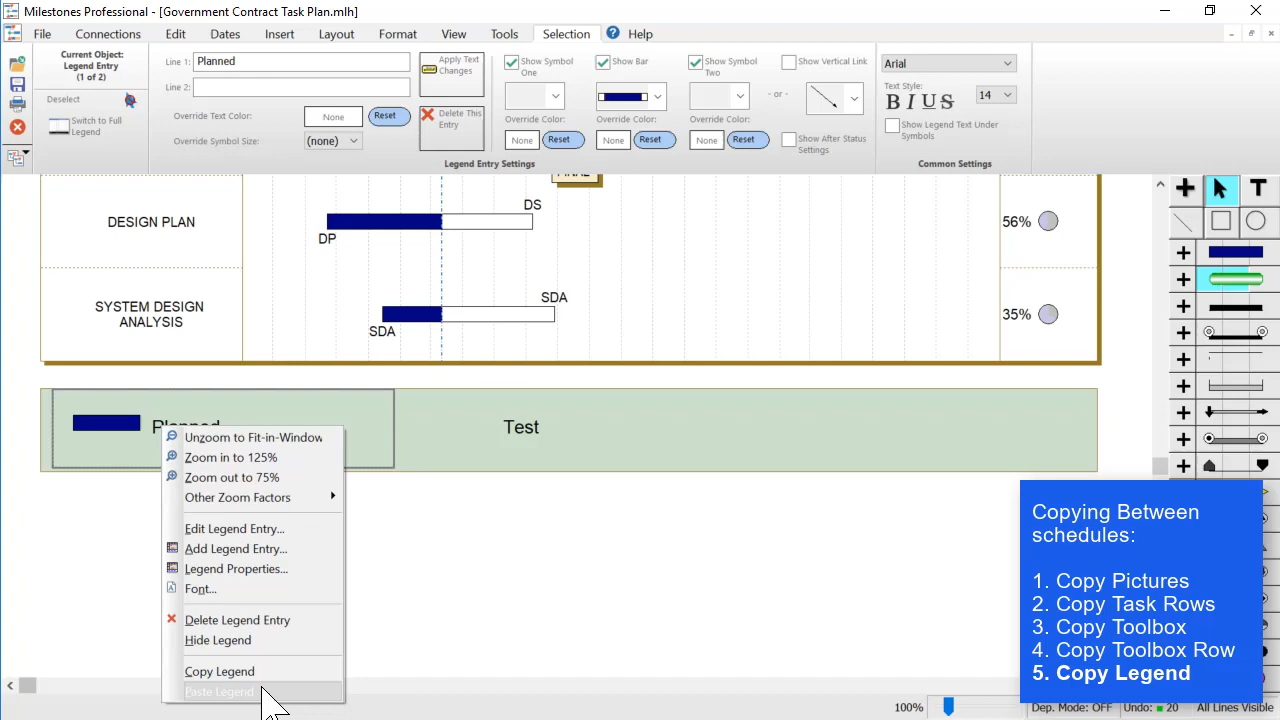 Milestones Professional - [Government Contract Task Plan.mlh]
File Connections Edit Dates Insert Layout Format View Tools Selection Help
Current Object:
Legend Entry
(1 of 2)
Deselect
Switch to Full
Legend
Line 1: Planned
Line 2:
Override Text Color: None Reset
Override Symbol Size: (none)
Apply Text
Changes
Delete This
Entry
Show Symbol
One
Override Color:
None Reset
Show Bar
Override Color:
None Reset
Show Symbol
Two
Override Color:
None Reset
- or -
Show Vertical Link
Show After Status
Settings
Legend Entry Settings
Arial
Text Style:
B I U S 14
Show Legend Text Under
Symbols
Common Settings
T
FINAL
DESIGN PLAN
DP
DS
56%
SYSTEM DESIGN
ANALYSIS
SDA
SDA
35%
Planned
Test
Unzoom to Fit-in-Window
Zoom in to 125%
Zoom out to 75%
Other Zoom Factors
Edit Legend Entry...
Add Legend Entry...
Legend Properties...
Font...
Delete Legend Entry
Hide Legend
Copy Legend
Paste Legend
Copying Between
schedules:
1. Copy Pictures
2. Copy Task Rows
3. Copy Toolbox
4. Copy Toolbox Row
5. Copy Legend
100% Dep. Mode: OFF Undo: 20 All Lines Visible